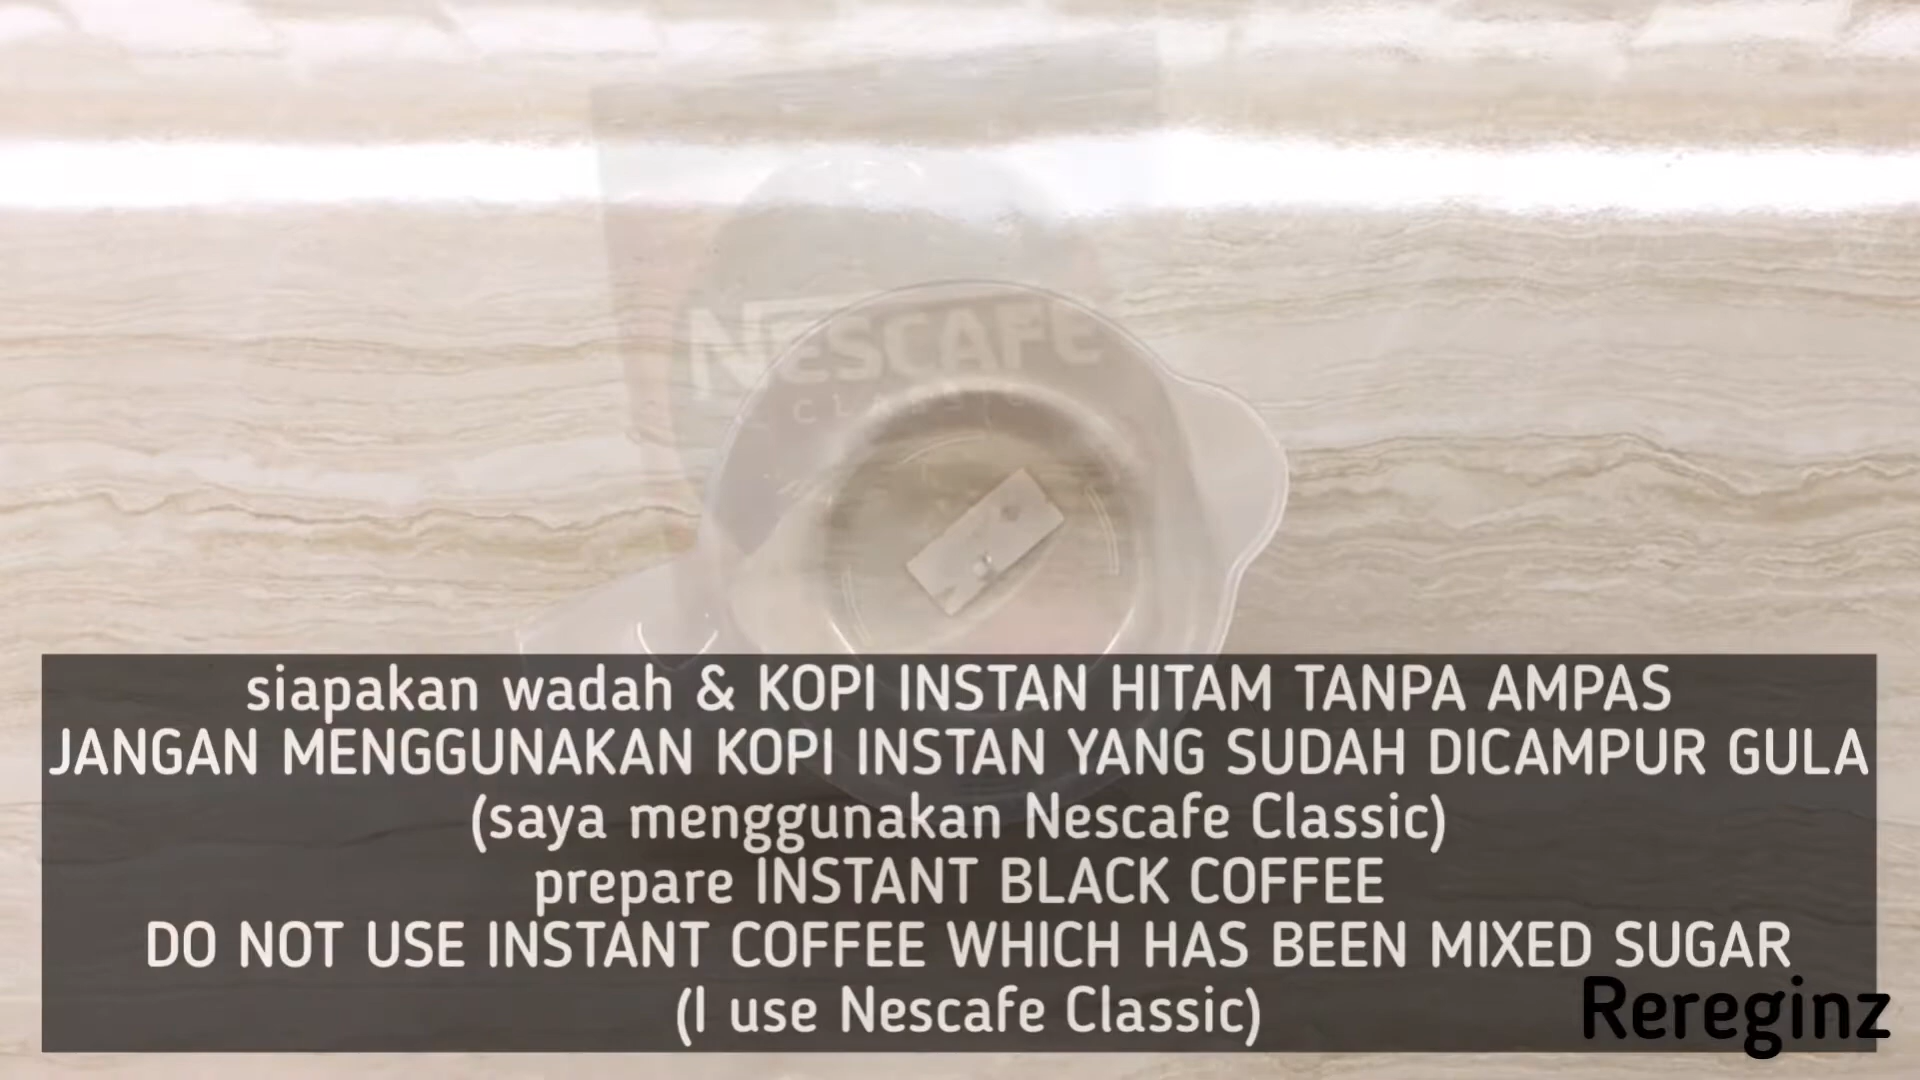 NESCAFE
CLASSIC
siapakan wadah & KOPI INSTAN HITAM TANPA AMPAS
JANGAN MENGGUNAKAN KOPI INSTAN YANG SUDAH DICAMPUR GULA
(saya menggunakan Nescafe Classic)
prepare INSTANT BLACK COFFEE
DO NOT USE INSTANT COFFEE WHICH HAS BEEN MIXED SUGAR
(I use Nescafe Classic)
Rereginz